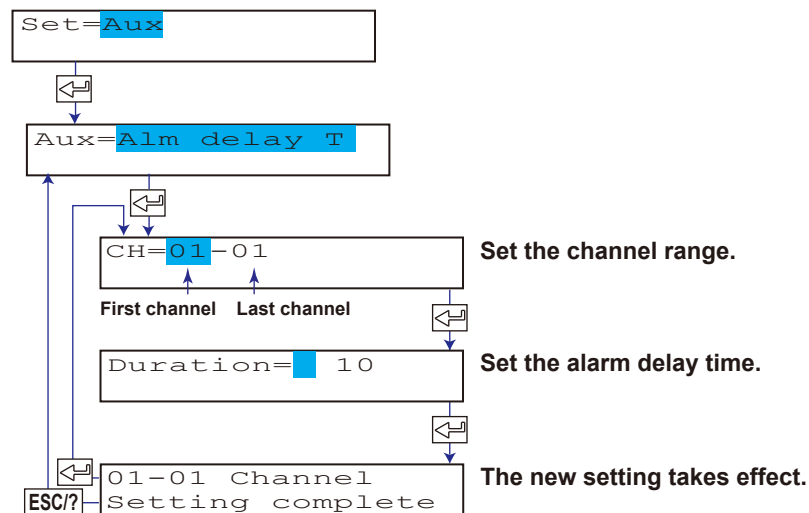 Set=Aux
Aux=Alm delay T
CH=01-01
Set the channel range.
First channel Last channel
Duration= 10
Set the alarm delay time.
01-01 Channel
Setting complete
The new setting takes effect.
ESC/?